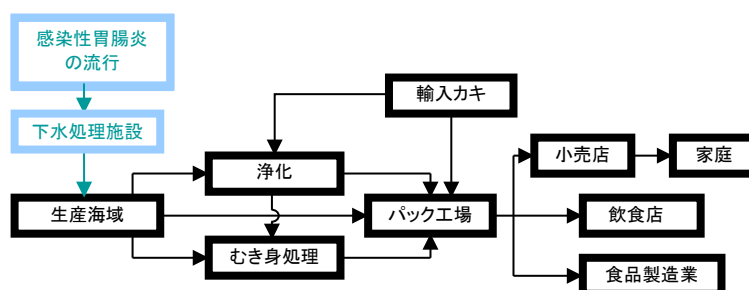 感染性胃腸炎
の流行
下水処理施設
生産海域
輸入カキ
浄化
むき身処理
パック工場
小売店
家庭
飲食店
食品製造業